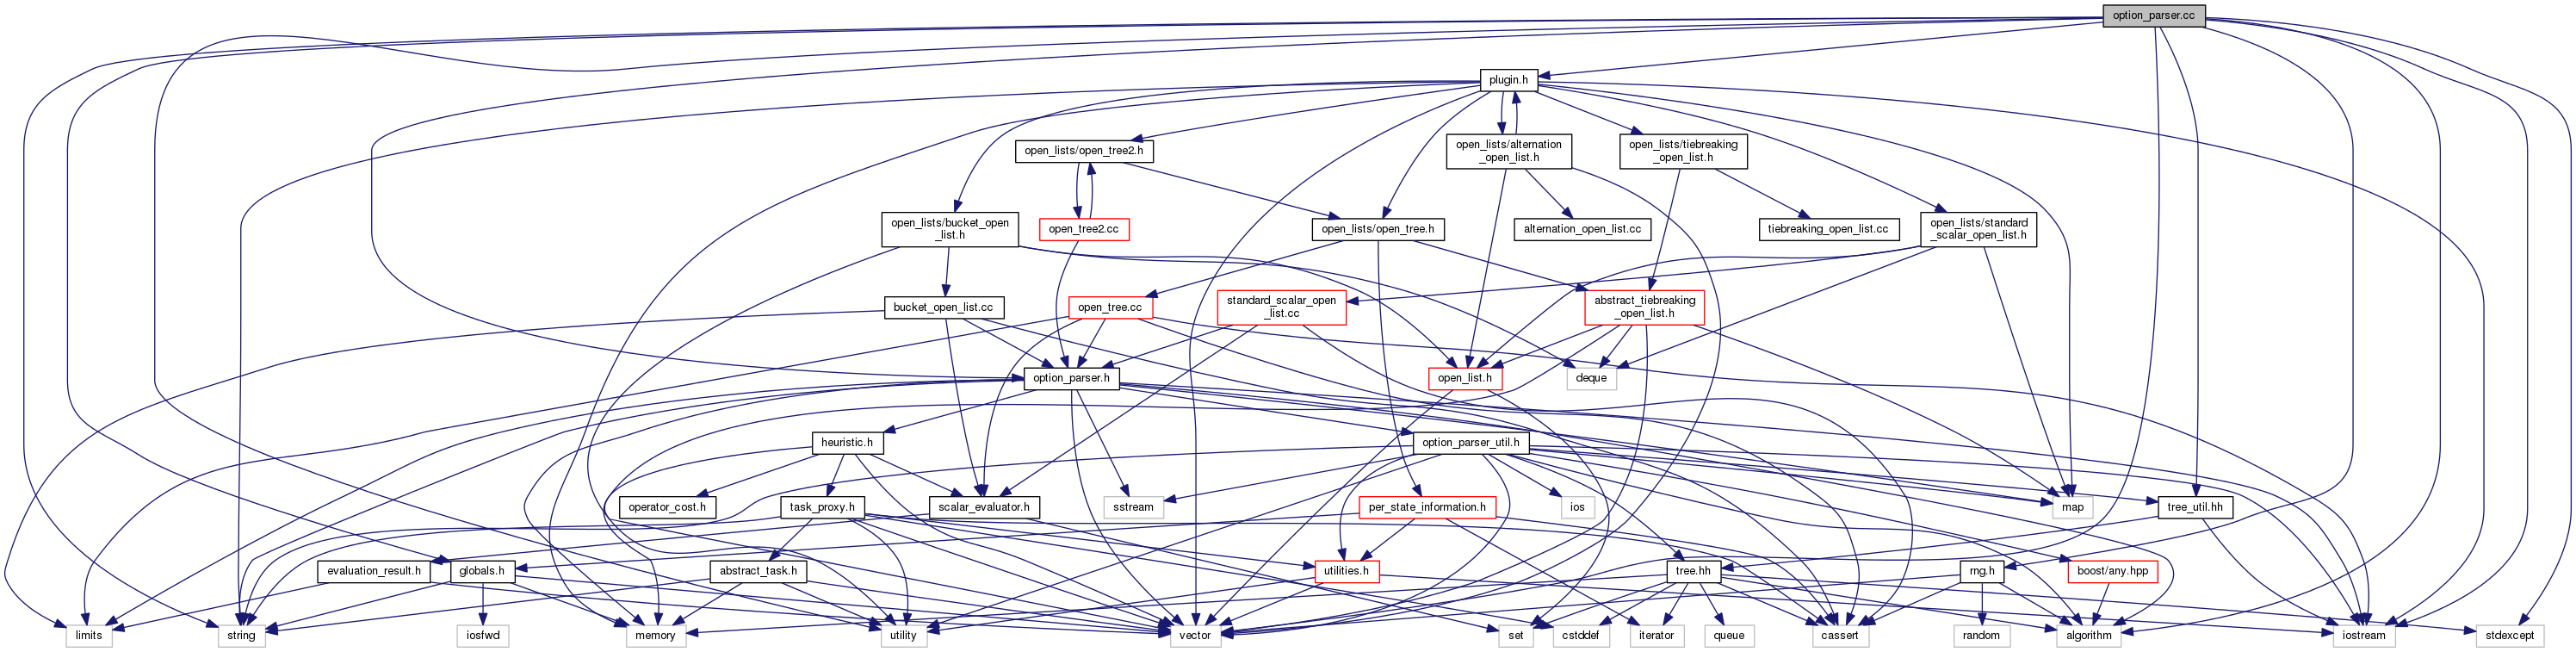 option_parser.cc
plugin.h
open_lists/open_tree2.h
open_lists/alternation
_open_list.h
open_lists/tiebreaking
_open_list.h
open_lists/bucket_open
_list.h
open_tree2.cc
open_lists/open_tree.h
alternation_open_list.cc
tiebreaking_open_list.cc
open_lists/standard
_scalar_open_list.h
bucket_open_list.cc
open_tree.cc
standard_scalar_open
_list.cc
abstract_tiebreaking
_open_list.h
option_parser.h
open_list.h
deque
heuristic.h
option_parser_util.h
operator_cost.h
task_proxy.h
scalar_evaluator.h
sstream
per_state_information.h
ios
map
tree_util.hh
evaluation_result.h
globals.h
abstract_task.h
utilities.h
tree.hh
rng.h
boost/any.hpp
limits
string
iosfwd
memory
utility
vector
set
cstddef
iterator
queue
cassert
random
algorithm
iostream
stdexcept